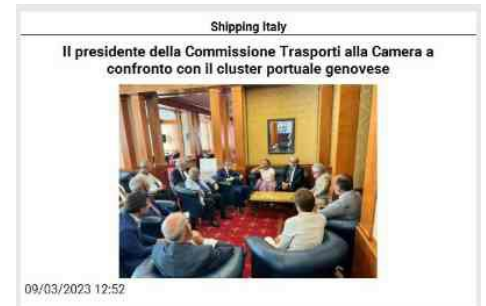 Shipping Italy
Il presidente della Commissione Trasporti alla Camera a
confronto con il cluster portuale genovese
09/03/2023 12:52